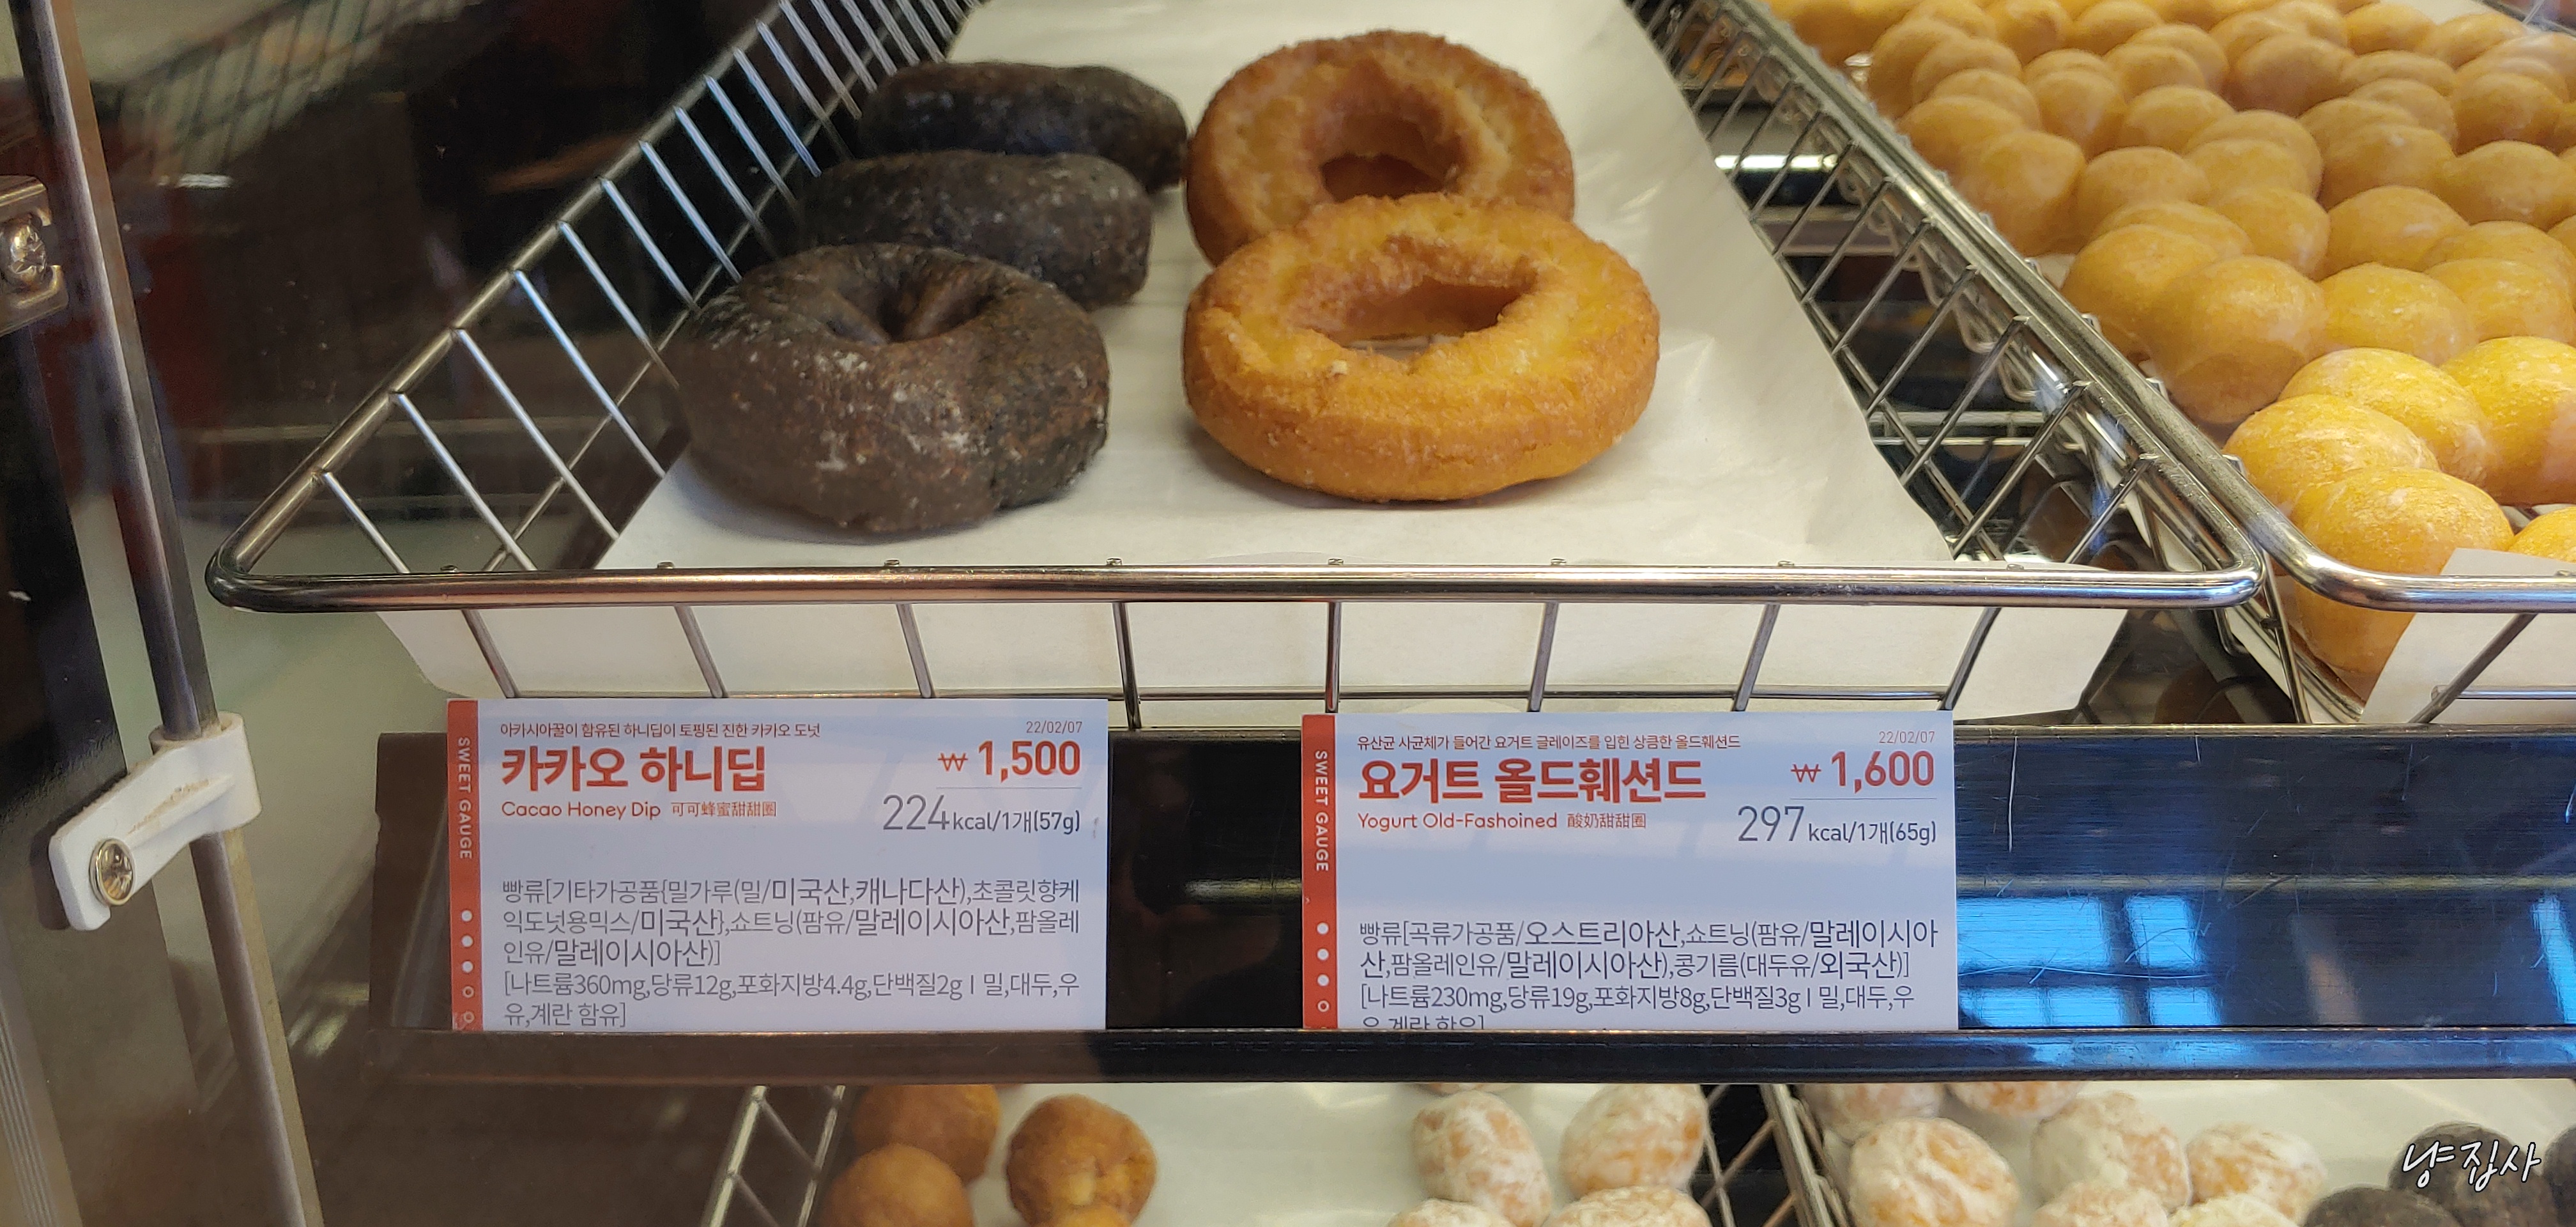 SWEET GAUGE
아카시아꿀이 함유된 하니딥이 토핑된 진한 카카오 도넛
22/02/07
카카오 하니딥
₩ 1,500
Cacao Honey Dip 可可蜂蜜甜甜圈
224kcal/1개(57g)
빵류[기타가공품{밀가루(밀/미국산,캐나다산),초콜릿향케
익도넛용믹스/미국산},쇼트닝(팜유/말레이시아산,팜올레
인유/말레이시아산)]
[나트륨360mg,당류12g,포화지방4.4g,단백질2g I 밀,대두,우
유,계란 함유]
SWEET GAUGE
유산균 사균체가 들어간 요거트 글레이즈를 입힌 상큼한 올드훼션드
22/02/07
요거트 올드훼션드
₩ 1,600
Yogurt Old-Fashoined 酸奶甜甜圈
297kcal/1개(65g)
빵류[곡류가공품/오스트리아산,쇼트닝(팜유/말레이시아
산,팜올레인유/말레이시아산),콩기름(대두유/외국산)]
[나트륨230mg,당류19g,포화지방8g,단백질3g I 밀,대두,우
유,계란 함유]
냥집사